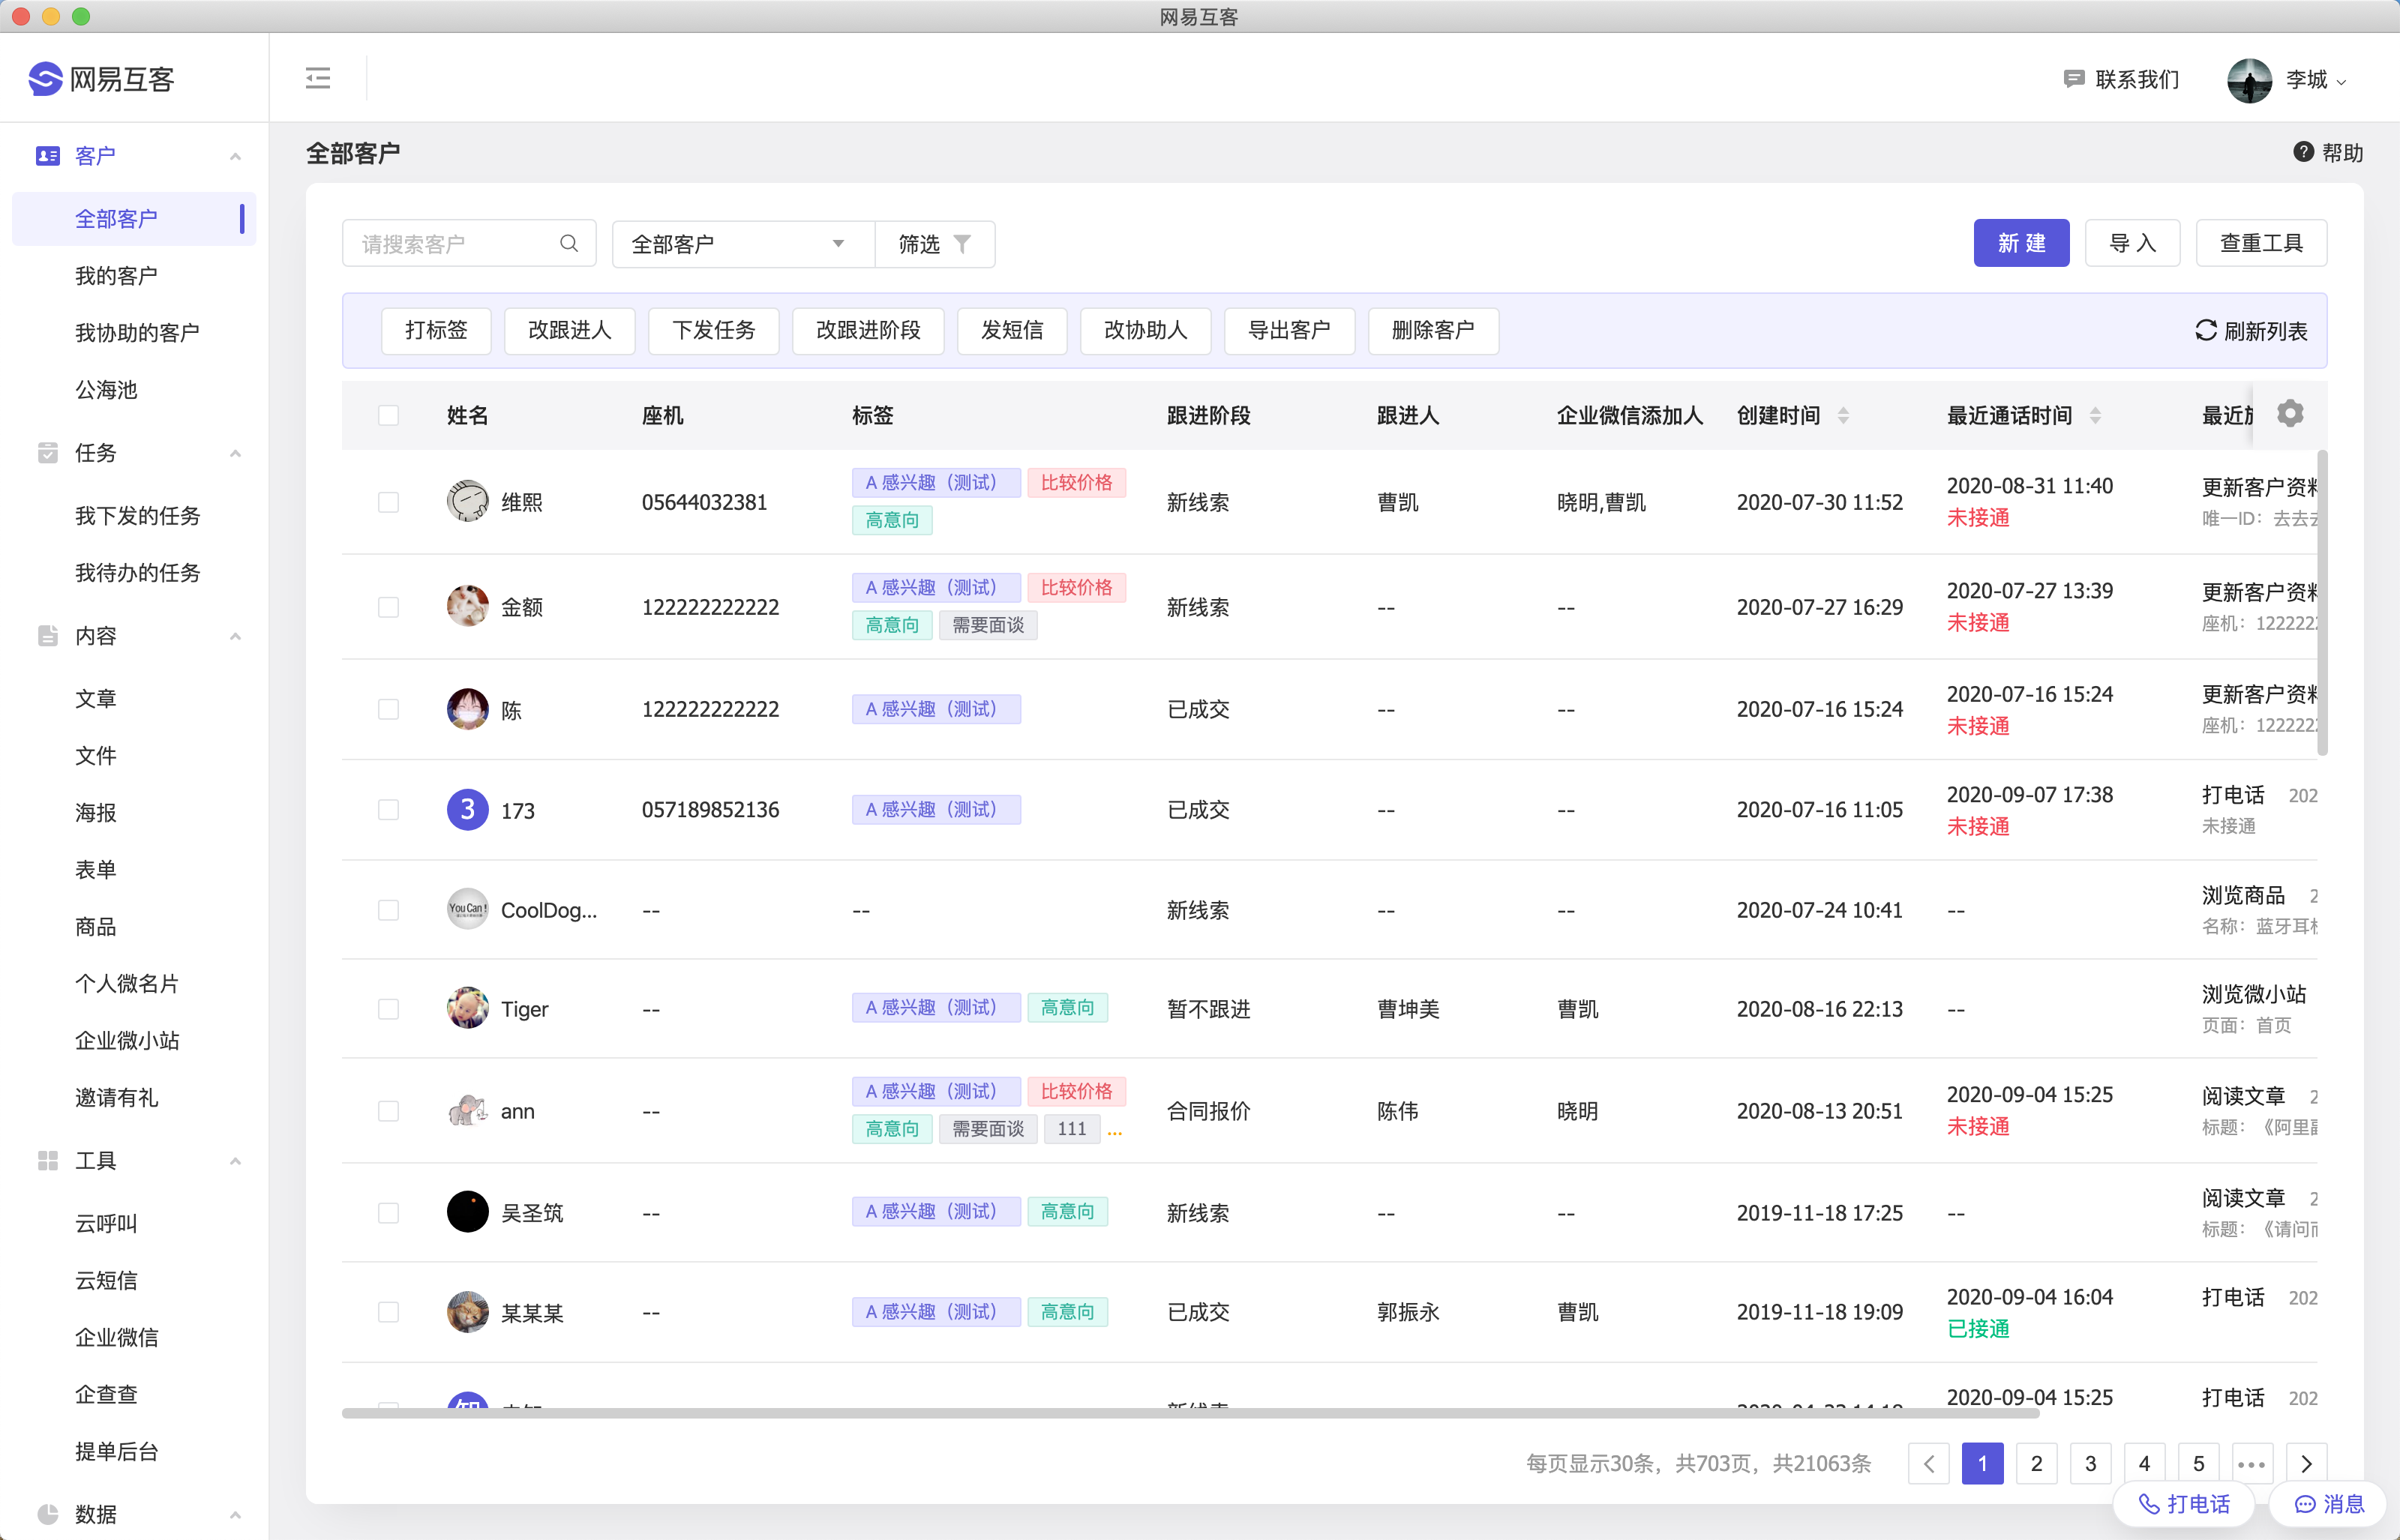 网易互客
网易互客
联系我们
李城
客户
全部客户
我的客户
我协助的客户
公海池
任务
我下发的任务
我待办的任务
内容
文章
文件
海报
表单
商品
个人微名片
企业微小站
邀请有礼
工具
云呼叫
云短信
企业微信
企查查
提单后台
数据
全部客户
帮助
请搜索客户 全部客户 筛选 新 建 导 入 查重工具
打标签 改跟进人 下发任务 改跟进阶段 发短信 改协助人 导出客户 删除客户 刷新列表
姓名 座机 标签 跟进阶段 跟进人 企业微信添加人 创建时间 最近通话时间 最近
维熙 05644032381 A 感兴趣（测试） 比较价格 高意向 新线索 曹凯 晓明,曹凯 2020-07-30 11:52 2020-08-31 11:40 未接通 更新客户资料 唯一ID：去去
金额 122222222222 A 感兴趣（测试） 比较价格 高意向 需要面谈 新线索 -- -- 2020-07-27 16:29 2020-07-27 13:39 未接通 更新客户资料 座机：122222
陈 122222222222 A 感兴趣（测试） 已成交 -- -- 2020-07-16 15:24 2020-07-16 15:24 未接通 更新客户资料 座机：122222
3 173 057189852136 A 感兴趣（测试） 已成交 -- -- 2020-07-16 11:05 2020-09-07 17:38 未接通 打电话 202 未接通
You Can! CoolDog... -- -- 新线索 -- -- 2020-07-24 10:41 -- 浏览商品 2 名称：蓝牙耳机
Tiger -- A 感兴趣（测试） 高意向 暂不跟进 曹坤美 曹凯 2020-08-16 22:13 -- 浏览微小站 页面：首页
ann -- A 感兴趣（测试） 比较价格 高意向 需要面谈 111 ... 合同报价 陈伟 晓明 2020-08-13 20:51 2020-09-04 15:25 未接通 阅读文章 2 标题：《阿里
吴圣筑 -- A 感兴趣（测试） 高意向 新线索 -- -- 2019-11-18 17:25 -- 阅读文章 2 标题：《请问
某某某 -- A 感兴趣（测试） 高意向 已成交 郭振永 曹凯 2019-11-18 19:09 2020-09-04 16:04 已接通 打电话 202
新线索 2020-09-04 15:25 打电话 202
每页显示30条，共703页，共21063条 1 2 3 4 5 •••
打电话 消息